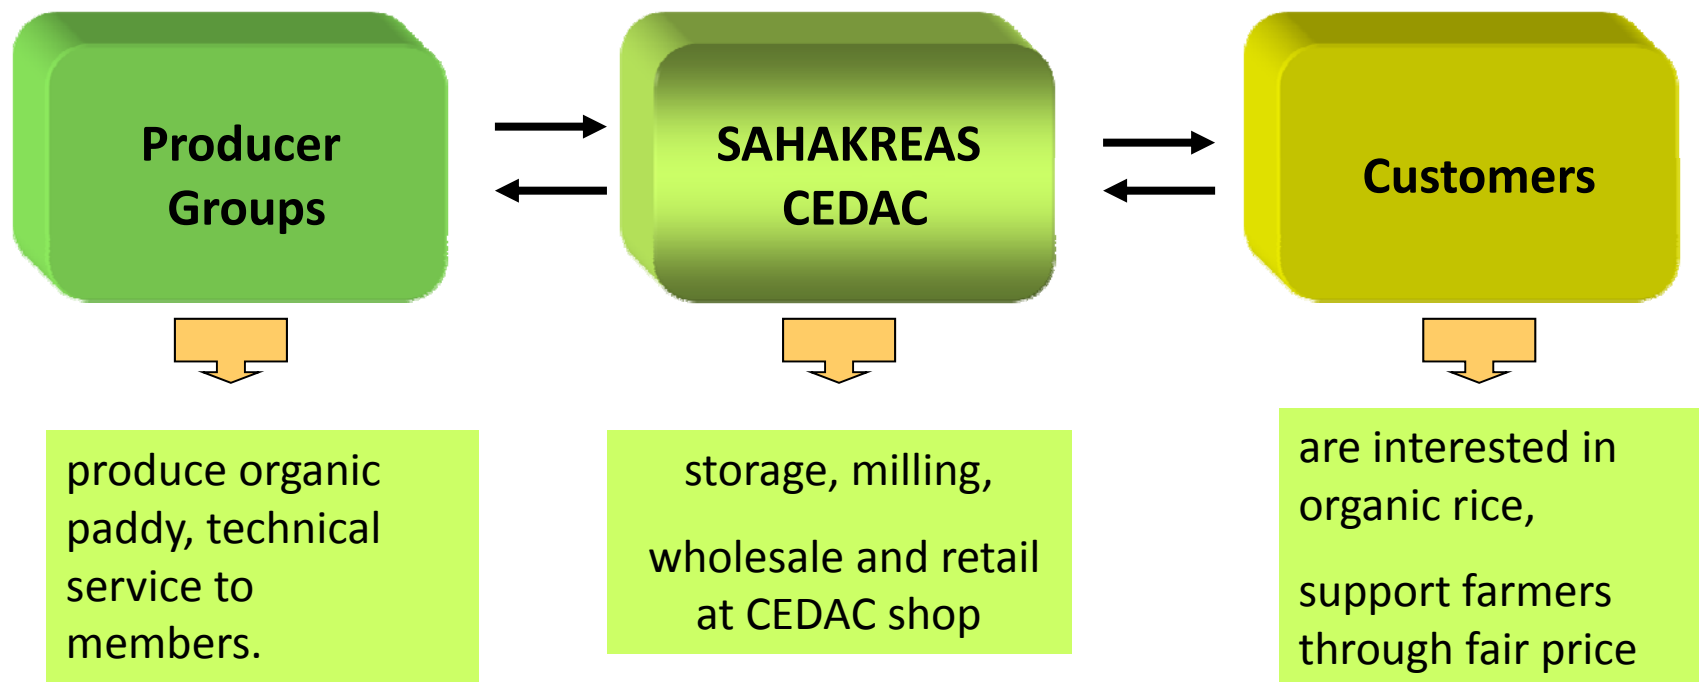 Producer
Groups
SAHAKREAS
CEDAC
Customers
produce organic
paddy, technical
service to
members.
storage, milling,
wholesale and retail
at CEDAC shop
are interested in
organic rice,
support farmers
through fair price